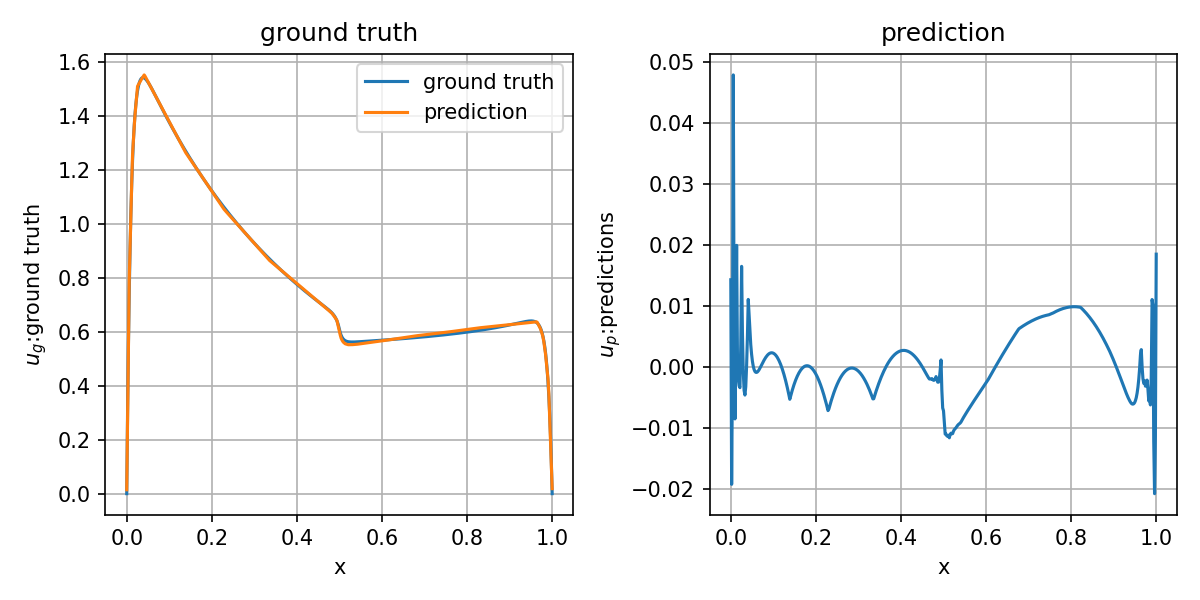 ground truth
1.6
1.4
1.2
1.0
0.8
0.6
0.4
0.2
0.0
u_g:ground truth
ground truth
prediction
0.0 0.2 0.4 0.6 0.8 1.0
x
prediction
0.05
0.04
0.03
0.02
0.01
0.00
−0.01
−0.02
u_p:predictions
0.0 0.2 0.4 0.6 0.8 1.0
x